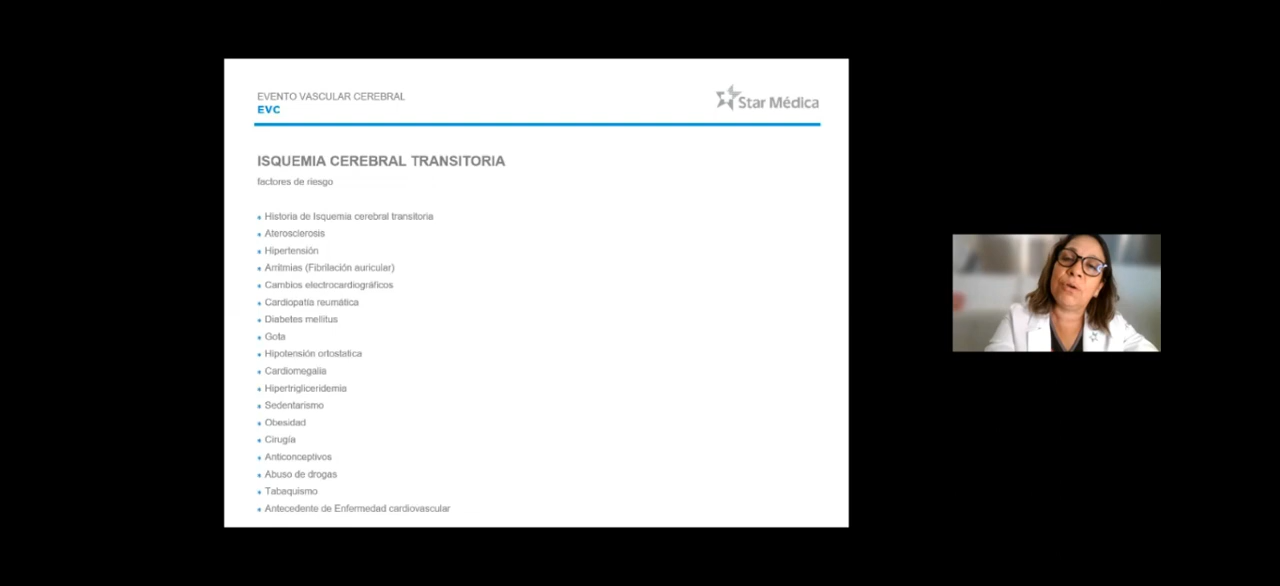 EVENTO VASCULAR CEREBRAL
EVC
Star Médica
ISQUEMIA CEREBRAL TRANSITORIA
factores de riesgo
Historia de Isquemia cerebral transitoria
Aterosclerosis
Hipertensión
Arritmias (Fibrilación auricular)
Cambios electrocardiográficos
Cardiopatía reumática
Diabetes mellitus
Gota
Hipotensión ortostatica
Cardiomegalia
Hipertrigliceridemia
Sedentarismo
Obesidad
Cirugía
Anticonceptivos
Abuso de drogas
Tabaquismo
Antecedente de Enfermedad cardiovascular